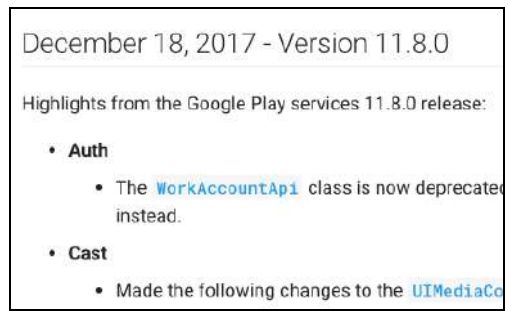 December 18, 2017 - Version 11.8.0
Highlights from the Google Play services 11.8.0 release:
• Auth
• The WorkAccountApi class is now deprecated
instead.
• Cast
• Made the following changes to the UIMediaCo